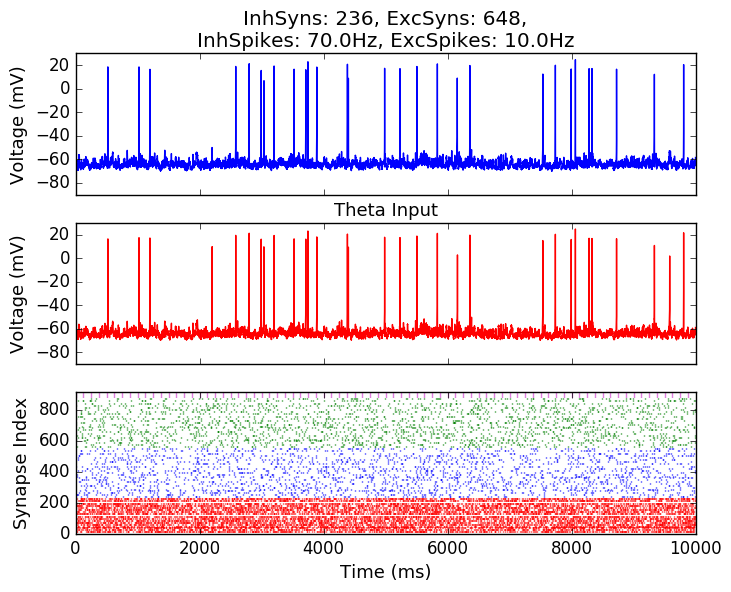 InhSyns: 236, ExcSyns: 648,
InhSpikes: 70.0Hz, ExcSpikes: 10.0Hz
Voltage (mV)
20
0
−20
−40
−60
−80
Theta Input
Voltage (mV)
20
0
−20
−40
−60
−80
Synapse Index
800
600
400
200
0
0 2000 4000 6000 8000 10000
Time (ms)